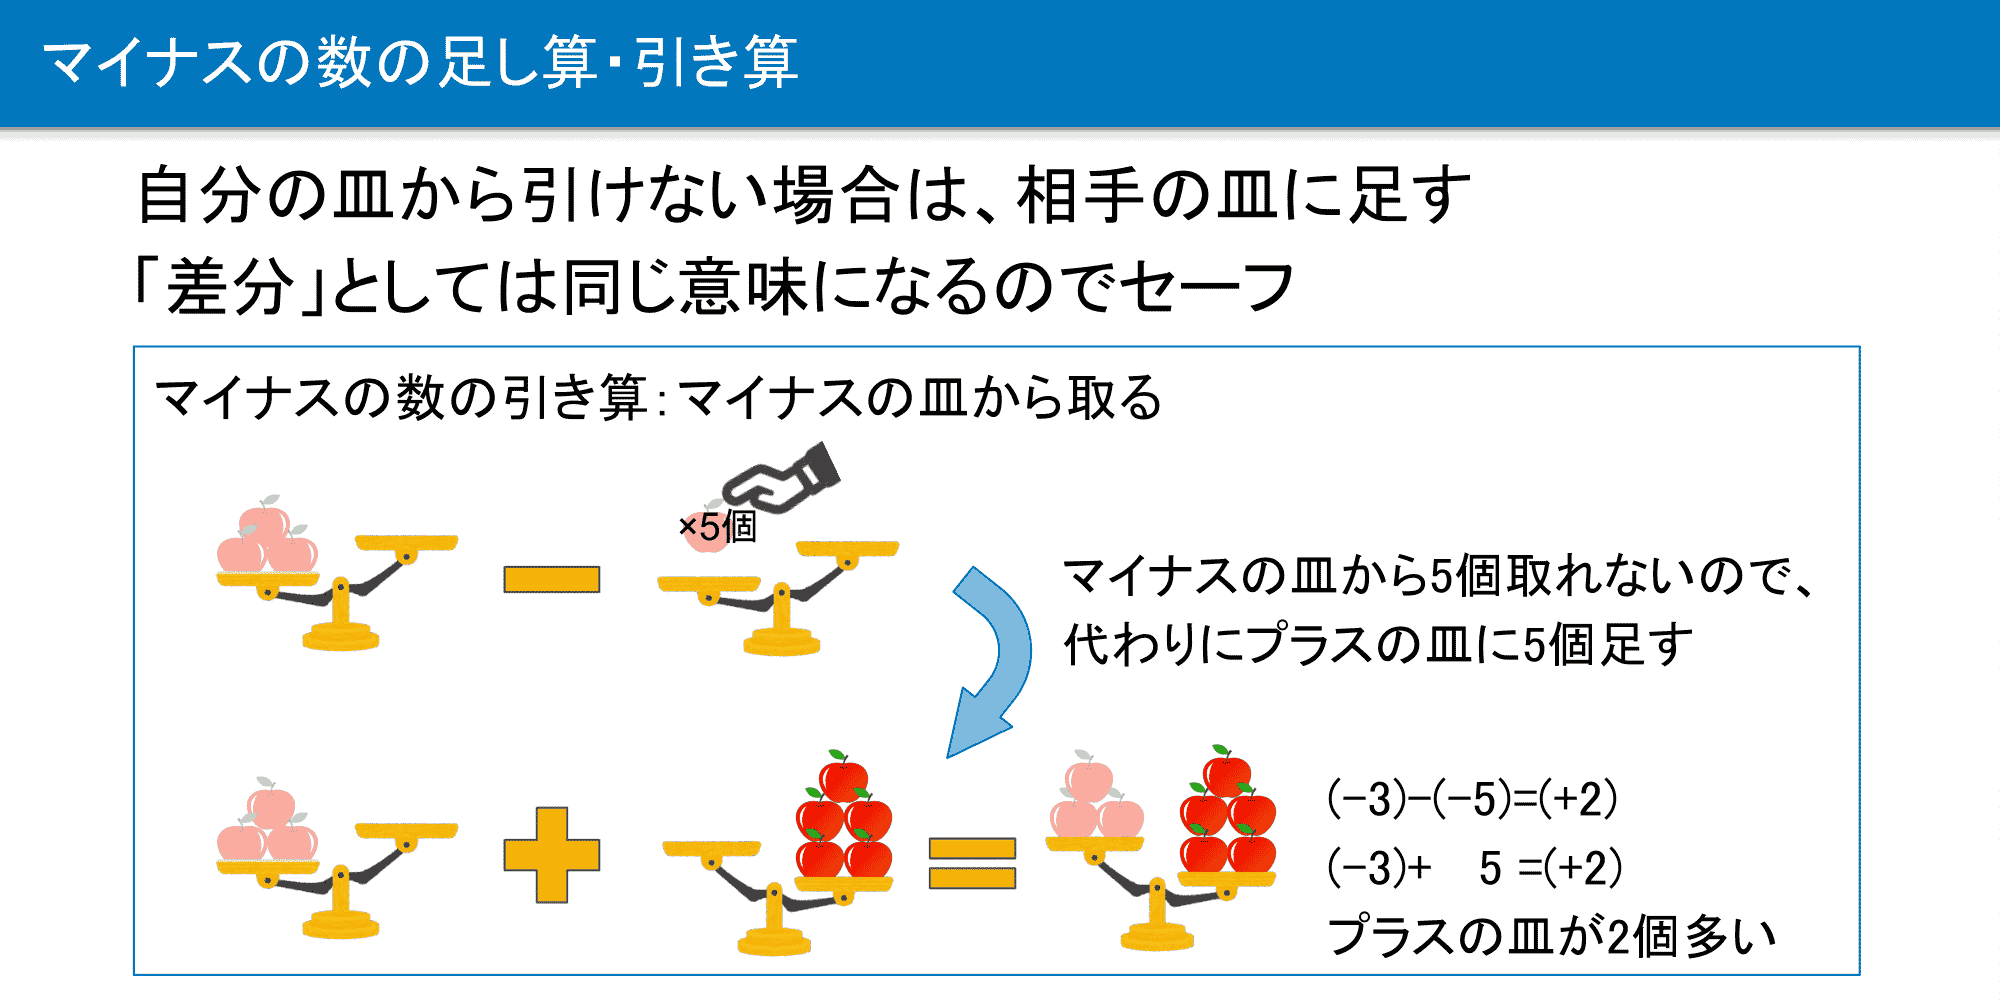 マイナスの数の足し算・引き算
自分の皿から引けない場合は、相手の皿に足す
「差分」としては同じ意味になるのでセーフ
マイナスの数の引き算：マイナスの皿から取る
×5個
マイナスの皿から5個取れないので、
代わりにプラスの皿に5個足す
(−3)−(−5)=(+2)
(−3)+　5 =(+2)
プラスの皿が2個多い